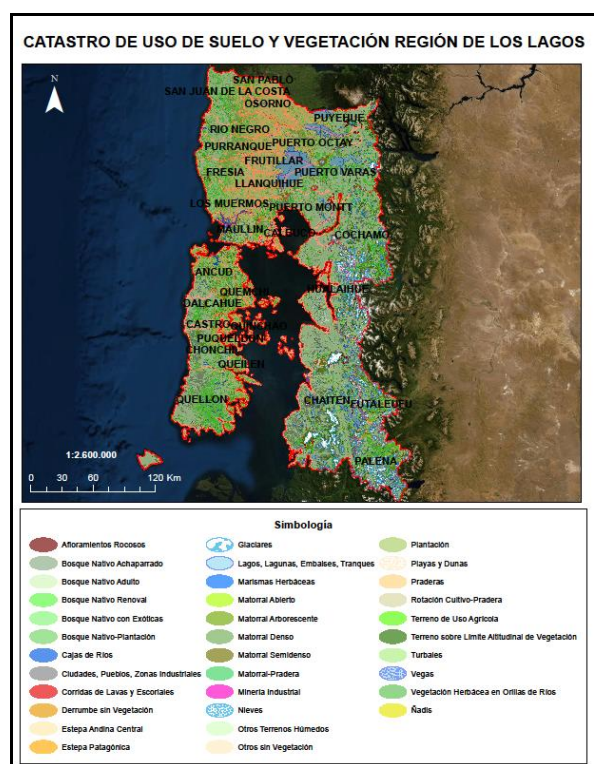 CATASTRO DE USO DE SUELO Y VEGETACIÓN REGIÓN DE LOS LAGOS
N
SAN PABLO
SAN JUAN DE LA COSTA
OSORNO
PUYEHUE
RIO NEGRO
PURRANQUE
PUERTO OCTAY
FRUTILLAR
FRESIA
PUERTO VARAS
LLANQUIHUE
LOS MUERMOS
PUERTO MONTT
MAULLIN
CALBUCO
COCHAMO
ANCUD
QUEMCHI
HUALAIHUE
DALCAHUE
CASTRO
QUINCHAO
PUQUELDON
CHONCHI
QUEILEN
QUELLON
CHAITEN
FUTALEUFU
PALENA
1:2.600.000
0 30 60 120 Km
Simbología
Afloramientos Rocosos
Bosque Nativo Achaparrado
Bosque Nativo Adulto
Bosque Nativo Renoval
Bosque Nativo con Exóticas
Bosque Nativo-Plantación
Cajas de Ríos
Ciudades, Pueblos, Zonas Industriales
Corridas de Lavas y Escoriales
Derrumbe sin Vegetación
Estepa Andina Central
Estepa Patagónica
Glaciares
Lagos, Lagunas, Embalses, Tranques
Marismas Herbáceas
Matorral Abierto
Matorral Arborescente
Matorral Denso
Matorral Semidenso
Matorral-Pradera
Minería Industrial
Nieves
Otros Terrenos Húmedos
Otros sin Vegetación
Plantación
Playas y Dunas
Praderas
Rotación Cultivo-Pradera
Terreno de Uso Agrícola
Terreno sobre Limite Altitudinal de Vegetación
Turbales
Vegas
Vegetación Herbácea en Orillas de Ríos
Ñadis